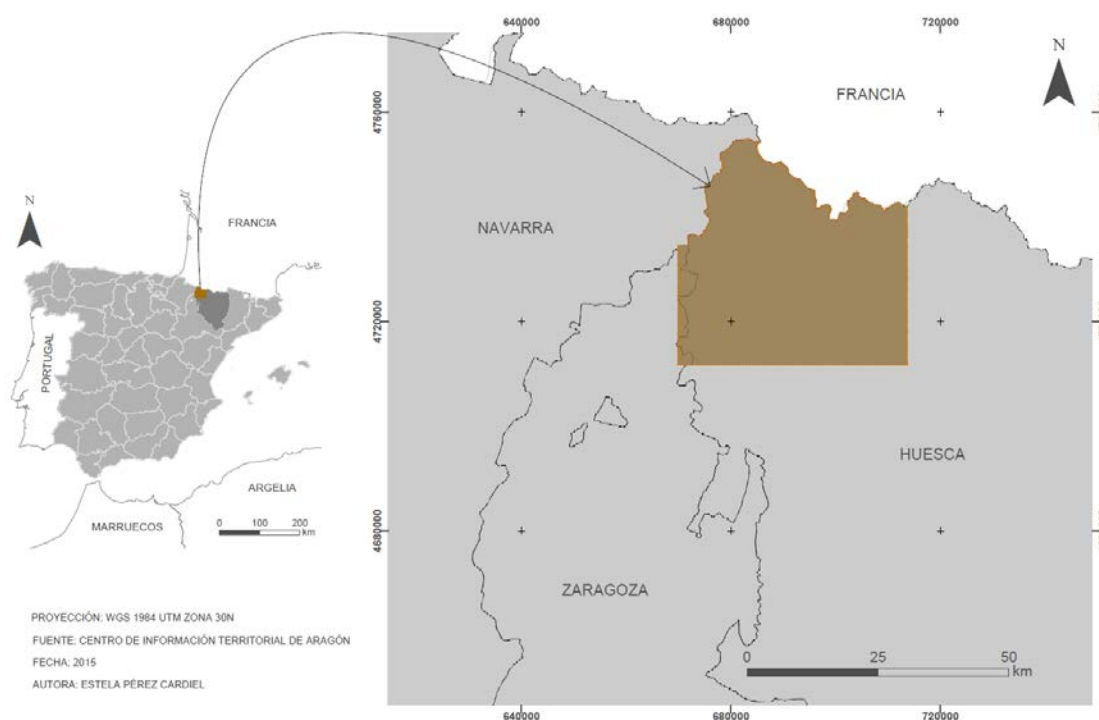 N
FRANCIA
PORTUGAL
ARGELIA
MARRUECOS
0 100 200
km
PROYECCIÓN: WGS 1984 UTM ZONA 30N
FUENTE: CENTRO DE INFORMACIÓN TERRITORIAL DE ARAGÓN
FECHA: 2015
AUTORA: ESTELA PÉREZ CARDIEL
640000 680000 720000
4760000
4720000
4680000
N
FRANCIA
NAVARRA
HUESCA
ZARAGOZA
0 25 50
km
640000 680000 720000